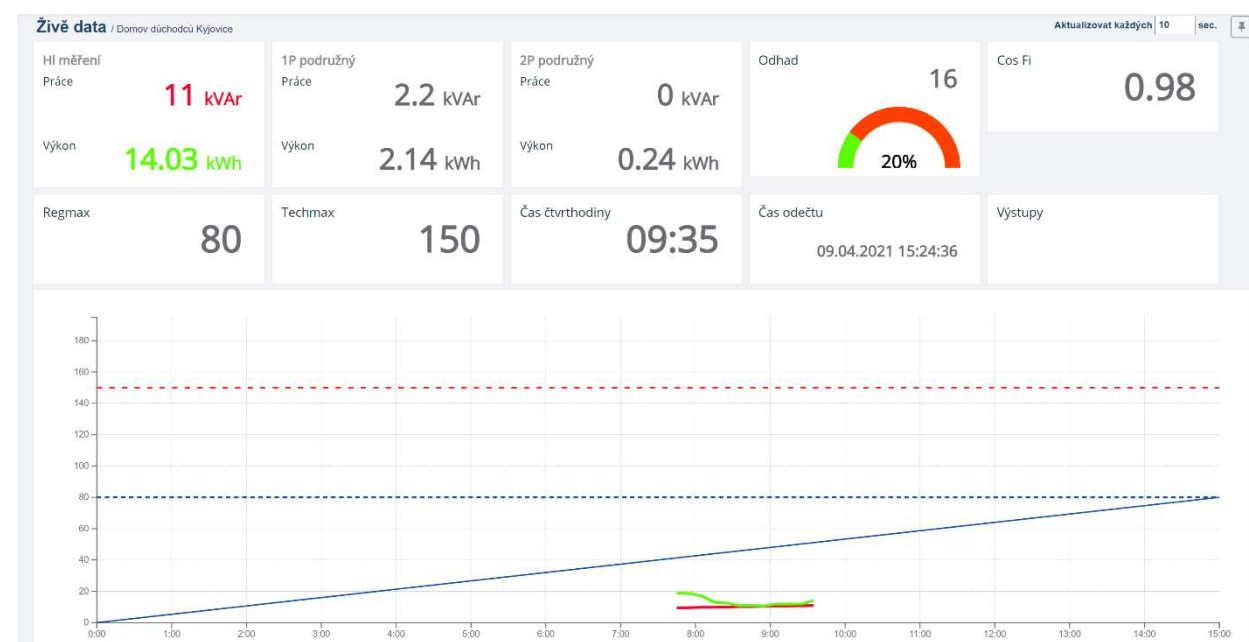 Živě data / Domov důchodců Kyjovice
Aktualizovat každých 10 sec.
Hl měření
Práce
11 kVAr
Výkon
14.03 kWh
1P podružný
Práce
2.2 kVAr
Výkon
2.14 kWh
2P podružný
Práce
0 kVAr
Výkon
0.24 kWh
Odhad
16
20%
Cos Fi
0.98
Regmax
80
Techmax
150
Čas čtvrthodiny
09:35
Čas odečtu
09.04.2021 15:24:36
Výstupy
180
160
140
120
100
80
60
40
20
0
0:00 1:00 2:00 3:00 4:00 5:00 6:00 7:00 8:00 9:00 10:00 11:00 12:00 13:00 14:00 15:00